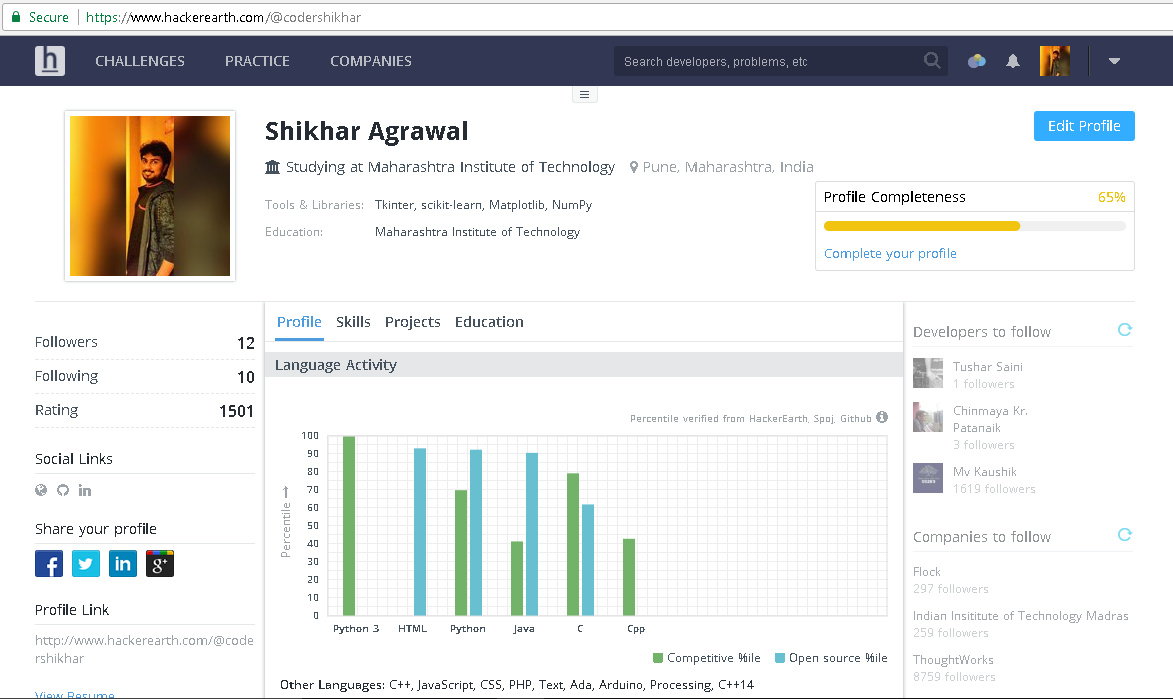 Secure https://www.hackerearth.com/@codershikhar
h CHALLENGES PRACTICE COMPANIES Search developers, problems, etc
Shikhar Agrawal
Edit Profile
Studying at Maharashtra Institute of Technology Pune, Maharashtra, India
Tools & Libraries: Tkinter, scikit-learn, Matplotlib, NumPy
Education: Maharashtra Institute of Technology
Profile Completeness 65%
Complete your profile
Followers 12
Following 10
Rating 1501
Social Links
in
Share your profile
f in g+
Profile Link
http://www.hackerearth.com/@code
rshikhar
View Resume
Profile Skills Projects Education
Language Activity
Percentile verified from HackerEarth, Spoj, Github
Percentile →
100
90
80
70
60
50
40
30
20
10
0
Python 3 HTML Python Java C Cpp
Competitive %ile Open source %ile
Other Languages: C++, JavaScript, CSS, PHP, Text, Ada, Arduino, Processing, C++14
Developers to follow
Tushar Saini
1 followers
Chinmaya Kr.
Patanaik
3 followers
Mv Kaushik
1619 followers
Companies to follow
Flock
297 followers
Indian Insititute of Technology Madras
259 followers
ThoughtWorks
8759 followers